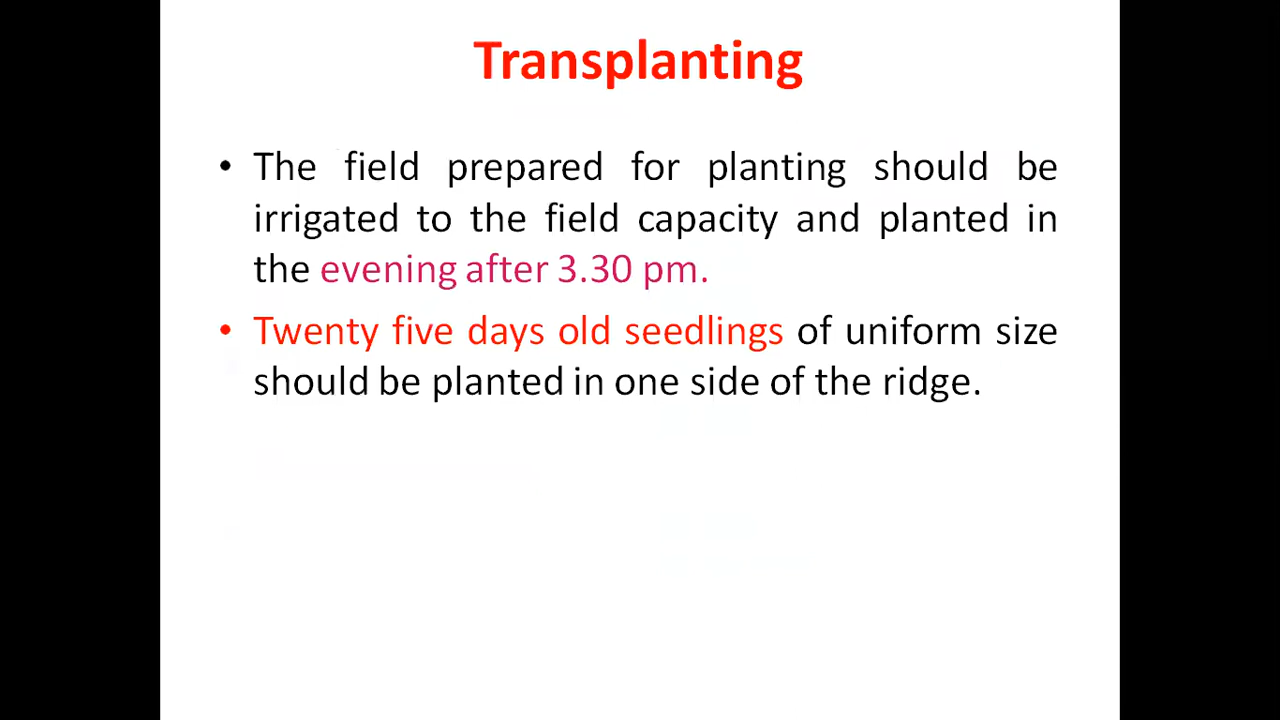 Transplanting
• The field prepared for planting should be
irrigated to the field capacity and planted in
the evening after 3.30 pm.
• Twenty five days old seedlings of uniform size
should be planted in one side of the ridge.